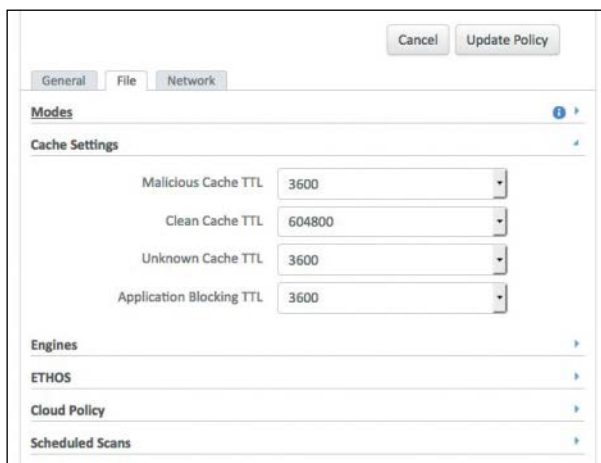 Cancel Update Policy
General File Network
Modes
Cache Settings
Malicious Cache TTL 3600
Clean Cache TTL 604800
Unknown Cache TTL 3600
Application Blocking TTL 3600
Engines
ETHOS
Cloud Policy
Scheduled Scans